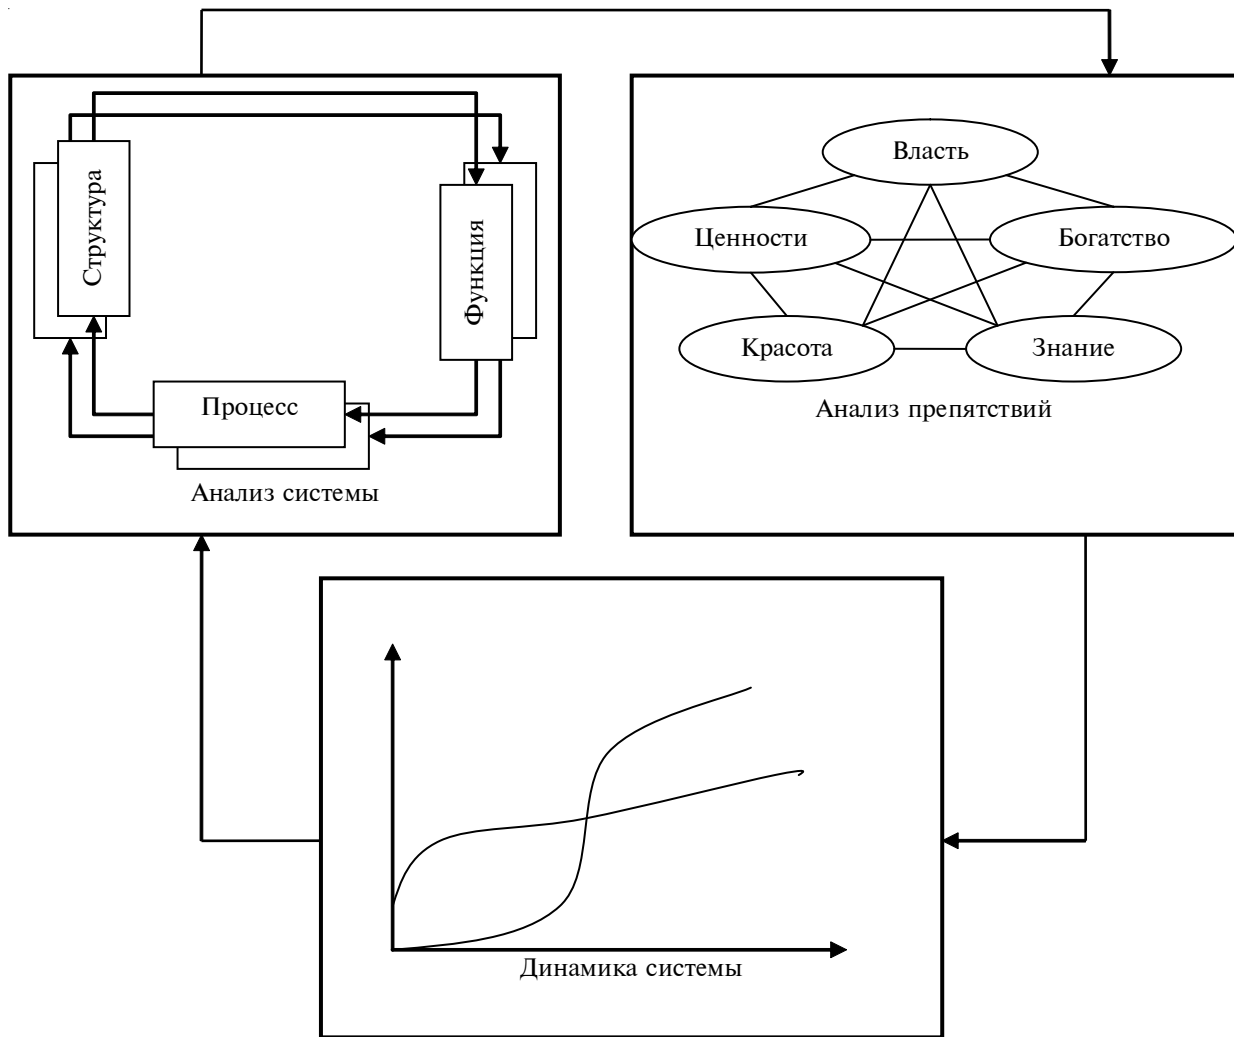 Структура
Функция
Процесс
Анализ системы
Власть
Ценности
Богатство
Красота
Знание
Анализ препятствий
Динамика системы